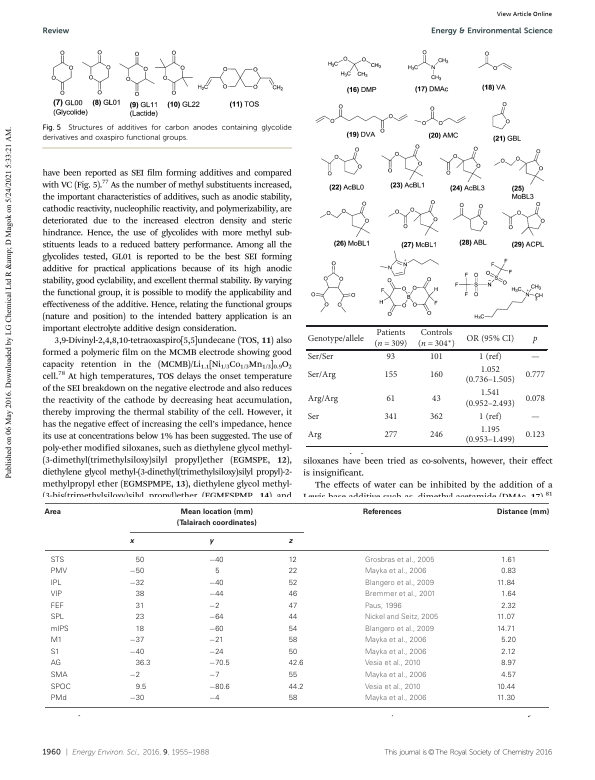 View Article Online
Review
Energy & Environmental Science
(7) GL00
(Glycolide)
(8) GL01
(9) GL11
(Lactide)
(10) GL22
(11) TOS
Fig. 5 Structures of additives for carbon anodes containing glycolide
derivatives and oxaspiro functional groups.
have been reported as SEI film forming additives and compared
with VC (Fig. 5).77 As the number of methyl substituents increased,
the important characteristics of additives, such as anodic stability,
cathodic reactivity, nucleophilic reactivity, and polymerizability, are
deteriorated due to the increased electron density and steric
hindrance. Hence, the use of glycolides with more methyl sub-
stituents leads to a reduced battery performance. Among all the
glycolides tested, GL01 is reported to be the best SEI forming
additive for practical applications because of its high anodic
stability, good cyclability, and excellent thermal stability. By varying
the functional group, it is possible to modify the applicability and
effectiveness of the additive. Hence, relating the functional groups
(nature and position) to the intended battery application is an
important electrolyte additive design consideration.
3,9-Divinyl-2,4,8,10-tetraoxaspiro[5,5]undecane (TOS, 11) also
formed a polymeric film on the MCMB electrode showing good
capacity retention in the (MCMB)/Li1.1[Ni1/3Co1/3Mn1/3]0.9O2
cell.78 At high temperatures, TOS delays the onset temperature
of the SEI breakdown on the negative electrode and also reduces
the reactivity of the cathode by decreasing heat accumulation,
thereby improving the thermal stability of the cell. However, it
has the negative effect of increasing the cell's impedance, hence
its use at concentrations below 1% has been suggested. The use of
poly-ether modified siloxanes, such as diethylene glycol methyl-
(3-dimethyl(trimethylsiloxy)silyl propyl)ether (EGMSPE, 12),
diethylene glycol methyl-(3-dimethyl(trimethylsiloxy)silyl propyl)-2-
methylpropyl ether (EGMSPMPE, 13), diethylene glycol methyl-
(3-bis(trimethylsiloxy)silyl propyl)ether (EGMFSPMP, 14) and
(16) DMP
(17) DMAc
(18) VA
(19) DVA
(20) AMC
(21) GBL
(22) AcBL0
(23) AcBL1
(24) AcBL3
(25)
MoBL3
(26) MoBL1
(27) McBL1
(28) ABL
(29) ACPL
Genotype/allele Patients (n = 309) Controls (n = 304*) OR (95% CI) p
Ser/Ser 93 101 1 (ref) —
Ser/Arg 155 160 1.052 (0.736–1.505) 0.777
Arg/Arg 61 43 1.541 (0.952–2.493) 0.078
Ser 341 362 1 (ref) —
Arg 277 246 1.195 (0.953–1.499) 0.123
siloxanes have been tried as co-solvents, however, their effect
is insignificant.
The effects of water can be inhibited by the addition of a
Lewis base additive such as, dimethyl acetamide (DMAc, 17).81
Area Mean location (mm) (Talairach coordinates) References Distance (mm)
x y z
STS 50 −40 12 Grosbras et al., 2005 1.61
PMV −50 5 22 Mayka et al., 2006 0.83
IPL −32 −40 52 Blangero et al., 2009 11.84
VIP 38 −44 46 Bremmer et al., 2001 1.64
FEF 31 −2 47 Paus, 1996 2.32
SPL 23 −64 44 Nickel and Seitz, 2005 11.07
mIPS 18 −60 54 Blangero et al., 2009 14.71
M1 −37 −21 58 Mayka et al., 2006 5.20
S1 −40 −24 50 Mayka et al., 2006 2.12
AG 36.3 −70.5 42.6 Vesia et al., 2010 8.97
SMA −2 −7 55 Mayka et al., 2006 4.57
SPOC 9.5 −80.6 44.2 Vesia et al., 2010 10.44
PMd −30 −4 58 Mayka et al., 2006 11.30
Published on 06 May 2016. Downloaded by LG Chemical Ltd R &amp; D Magak on 5/24/2021 5:33:21 AM.
1960 | Energy Environ. Sci., 2016, 9, 1955–1988
This journal is © The Royal Society of Chemistry 2016